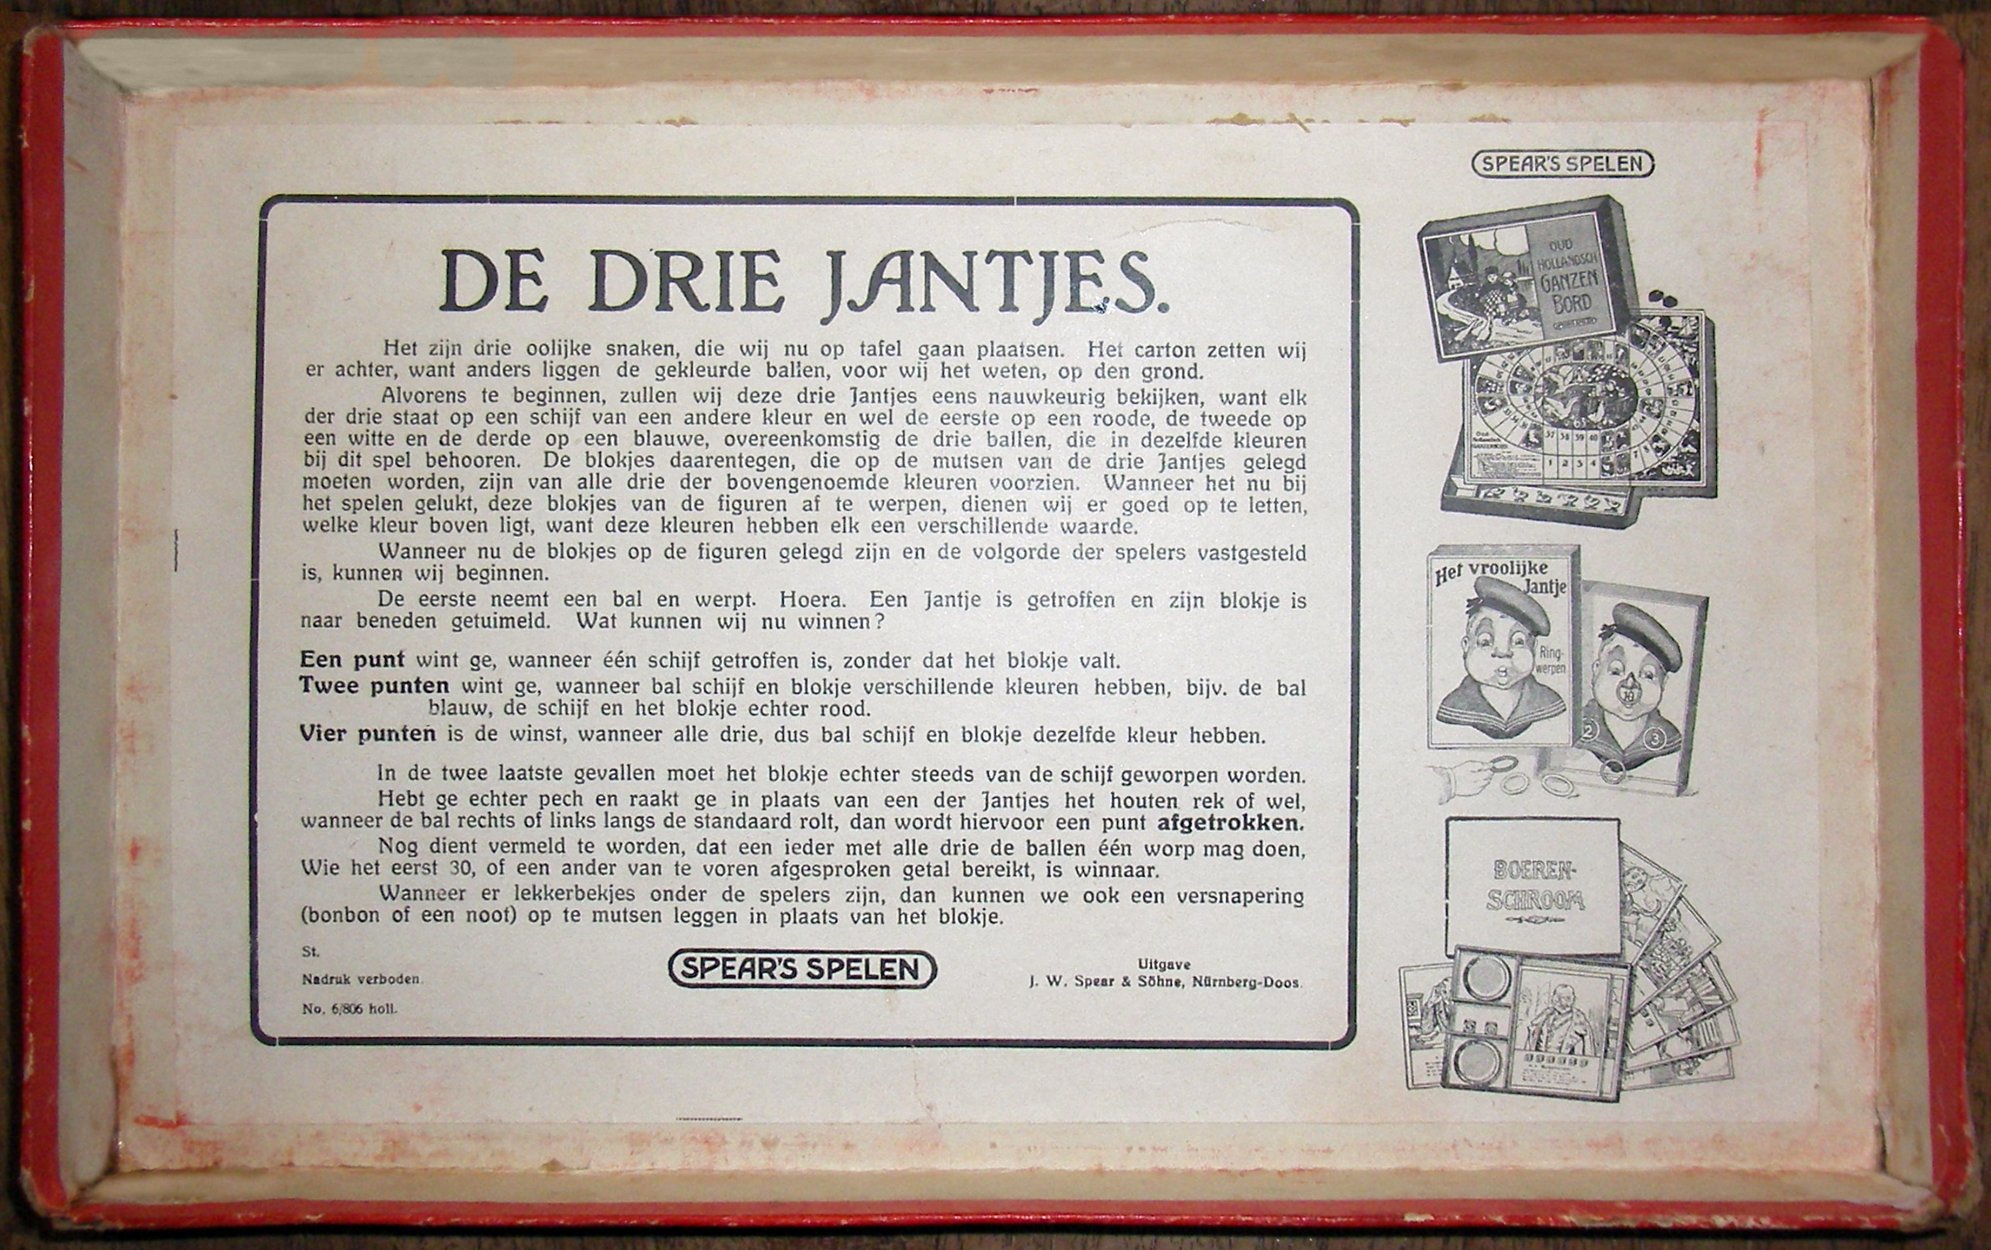 DE DRIE JANTJES.
Het zijn drie oolijke snaken, die wij nu op tafel gaan plaatsen. Het carton zetten wij
er achter, want anders liggen de gekleurde ballen, voor wij het weten, op den grond.
Alvorens te beginnen, zullen wij deze drie Jantjes eens nauwkeurig bekijken, want elk
der drie staat op een schijf van een andere kleur en wel de eerste op een roode, de tweede op
een witte en de derde op een blauwe, overeenkomstig de drie ballen, die in dezelfde kleuren
bij dit spel behooren. De blokjes daarentegen, die op de mutsen van de drie Jantjes gelegd
moeten worden, zijn van alle drie der bovengenoemde kleuren voorzien. Wanneer het nu bij
het spelen gelukt, deze blokjes van de figuren af te werpen, dienen wij er goed op te letten,
welke kleur boven ligt, want deze kleuren hebben elk een verschillende waarde.
Wanneer nu de blokjes op de figuren gelegd zijn en de volgorde der spelers vastgesteld
is, kunnen wij beginnen.
De eerste neemt een bal en werpt. Hoera. Een Jantje is getroffen en zijn blokje is
naar beneden getuimeld. Wat kunnen wij nu winnen?
Een punt wint ge, wanneer één schijf getroffen is, zonder dat het blokje valt.
Twee punten wint ge, wanneer bal schijf en blokje verschillende kleuren hebben, bijv. de bal
blauw, de schijf en het blokje echter rood.
Vier punten is de winst, wanneer alle drie, dus bal schijf en blokje dezelfde kleur hebben.
In de twee laatste gevallen moet het blokje echter steeds van de schijf geworpen worden.
Hebt ge echter pech en raakt ge in plaats van een der Jantjes het houten rek of wel,
wanneer de bal rechts of links langs de standaard rolt, dan wordt hiervoor een punt afgetrokken.
Nog dient vermeld te worden, dat een ieder met alle drie de ballen één worp mag doen,
Wie het eerst 30, of een ander van te voren afgesproken getal bereikt, is winnaar.
Wanneer er lekkerbekjes onder de spelers zijn, dan kunnen we ook een versnapering
(bonbon of een noot) op te mutsen leggen in plaats van het blokje.
St.
Nadruk verboden.
No. 6/806 holl.
SPEAR'S SPELEN
Uitgave
J. W. Spear & Söhne, Nürnberg-Doos.
SPEAR'S SPELEN
OUD
HOLLANDSCH
GANZEN
BORD
37 38 39 40
1 2 3 4
Het vroolijke
Jantje
Ring-
werpen
10
2
3
BOEREN-
SCHROOM